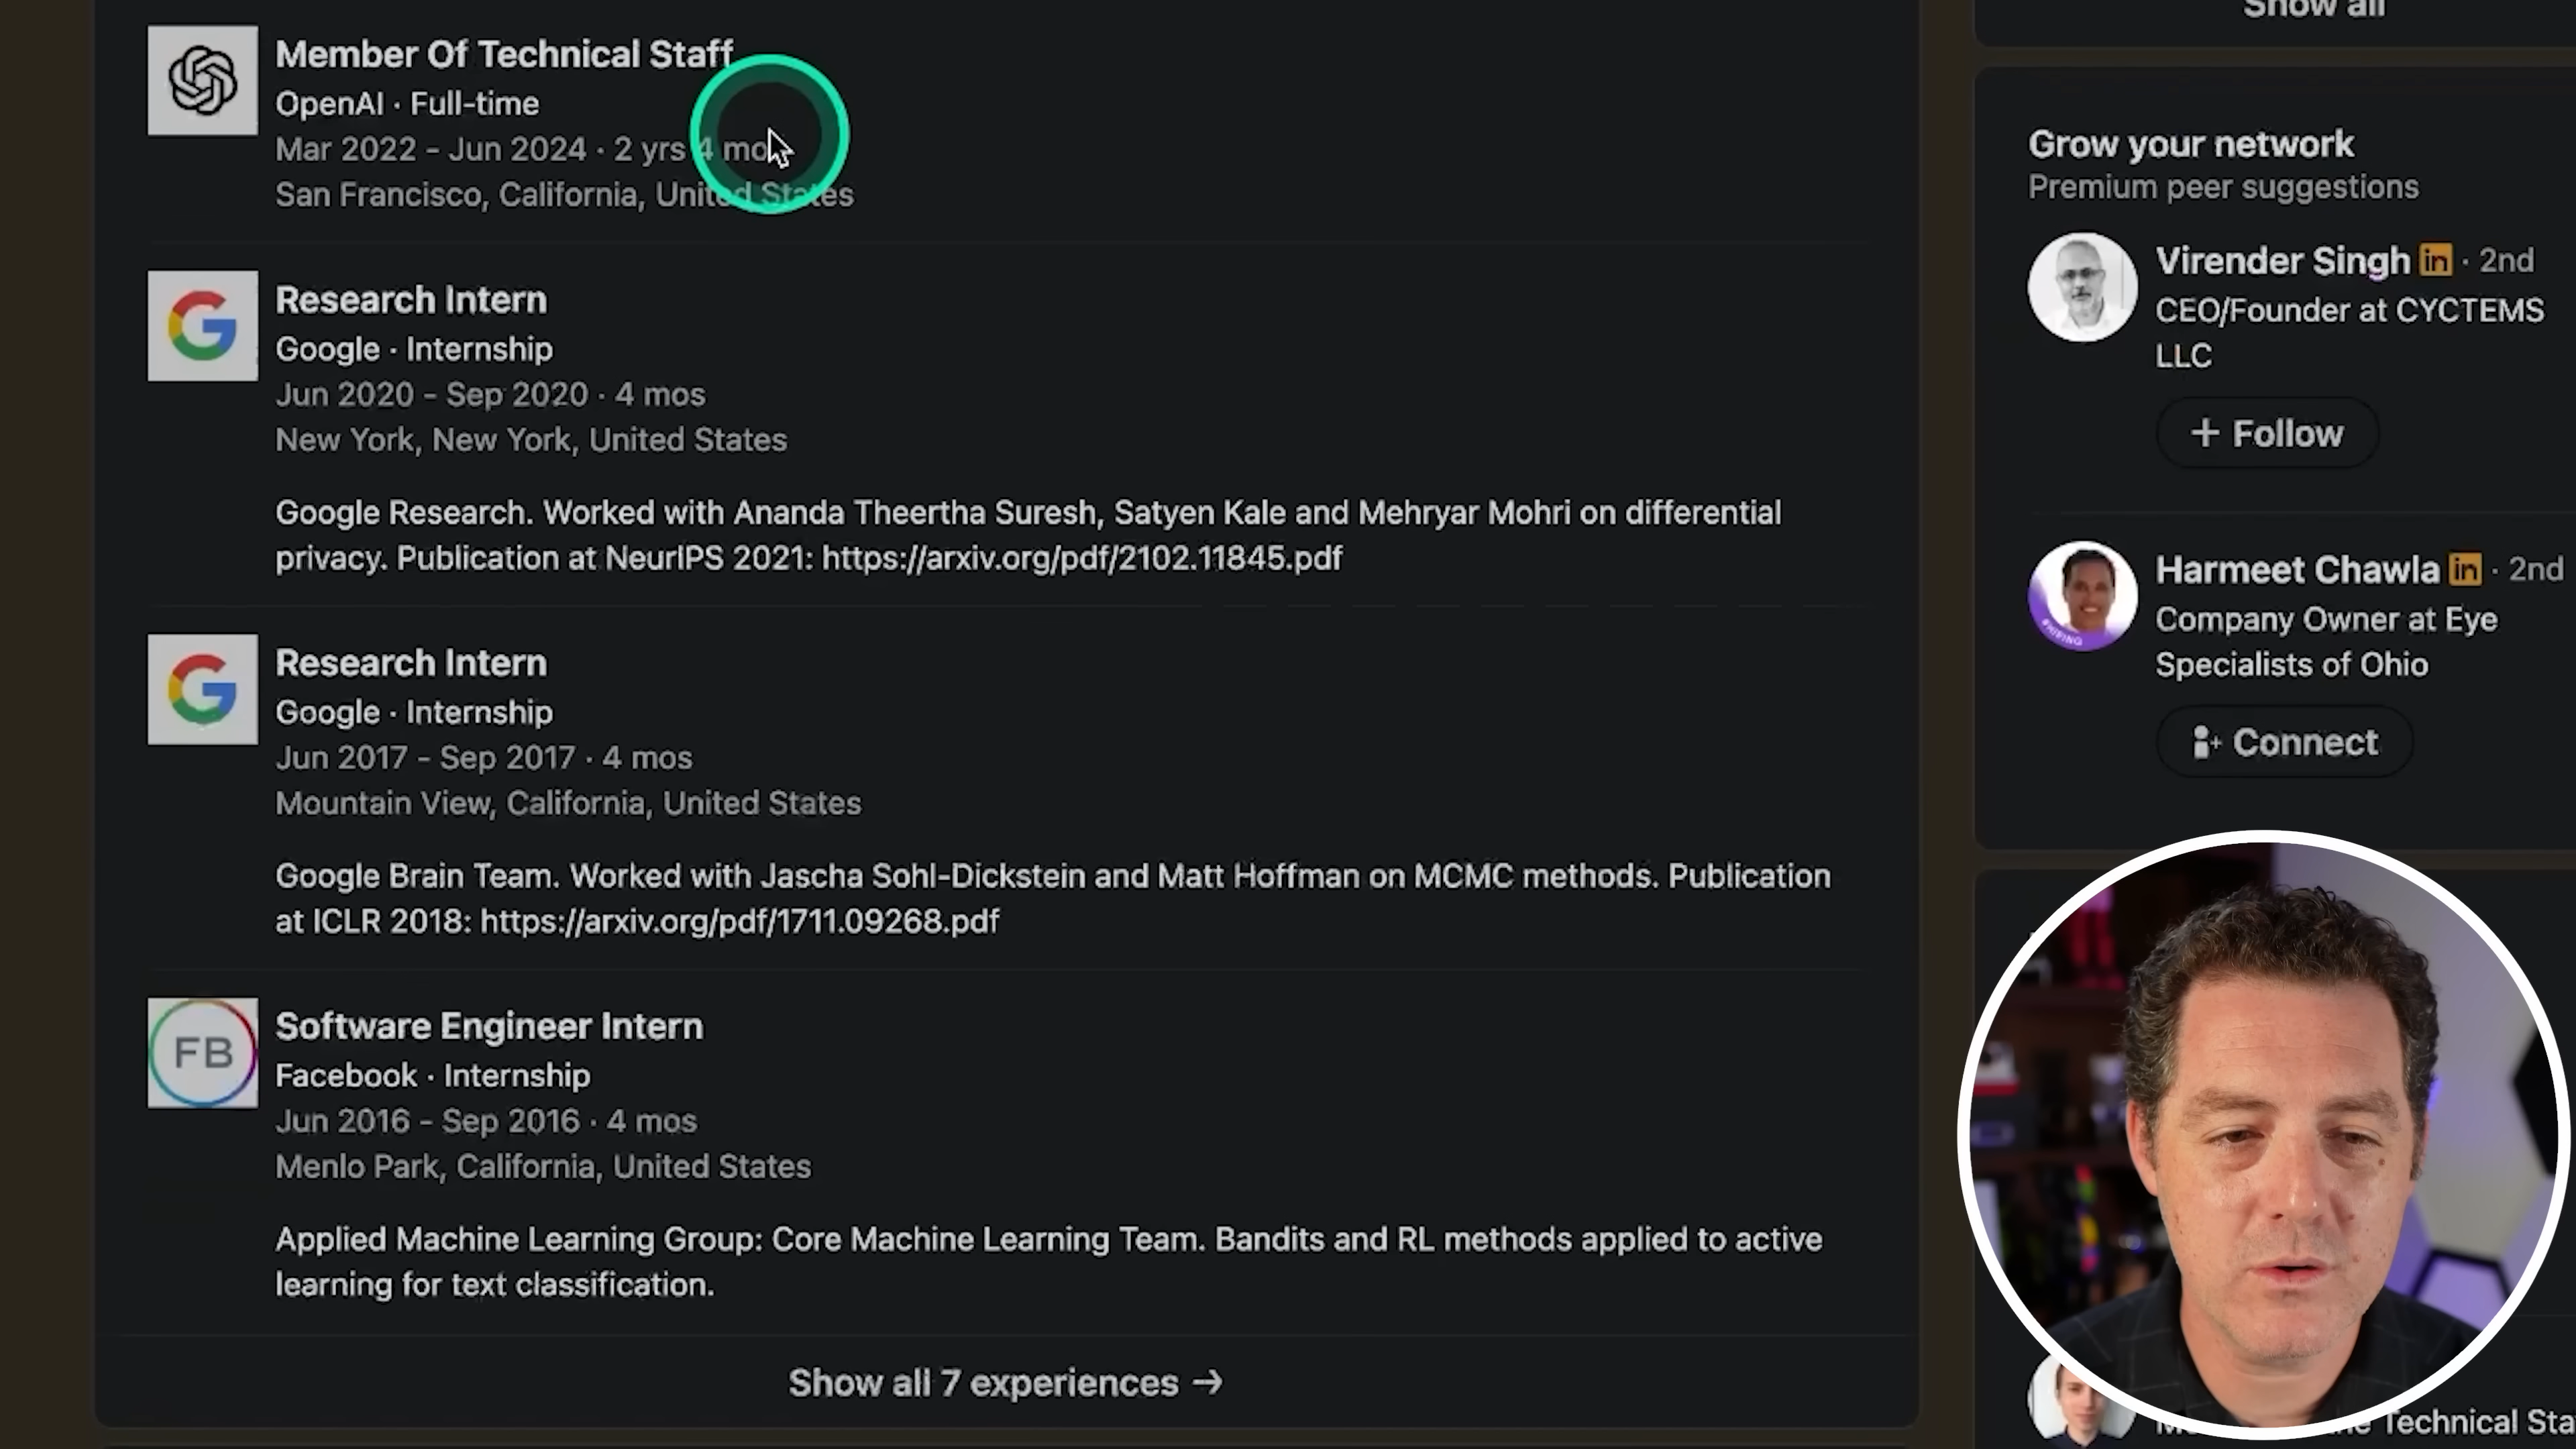 Member Of Technical Staff
OpenAI · Full-time
Mar 2022 - Jun 2024 · 2 yrs 4 mo
San Francisco, California, United States
Research Intern
Google · Internship
Jun 2020 - Sep 2020 · 4 mos
New York, New York, United States
Google Research. Worked with Ananda Theertha Suresh, Satyen Kale and Mehryar Mohri on differential
privacy. Publication at NeurIPS 2021: https://arxiv.org/pdf/2102.11845.pdf
Research Intern
Google · Internship
Jun 2017 - Sep 2017 · 4 mos
Mountain View, California, United States
Google Brain Team. Worked with Jascha Sohl-Dickstein and Matt Hoffman on MCMC methods. Publication
at ICLR 2018: https://arxiv.org/pdf/1711.09268.pdf
FB
Software Engineer Intern
Facebook · Internship
Jun 2016 - Sep 2016 · 4 mos
Menlo Park, California, United States
Applied Machine Learning Group: Core Machine Learning Team. Bandits and RL methods applied to active
learning for text classification.
Show all 7 experiences →
Show all
Grow your network
Premium peer suggestions
Virender Singh in · 2nd
CEO/Founder at CYCTEMS
LLC
+ Follow
Harmeet Chawla in · 2nd
#HIRING
Company Owner at Eye
Specialists of Ohio
Connect
Technical Sta